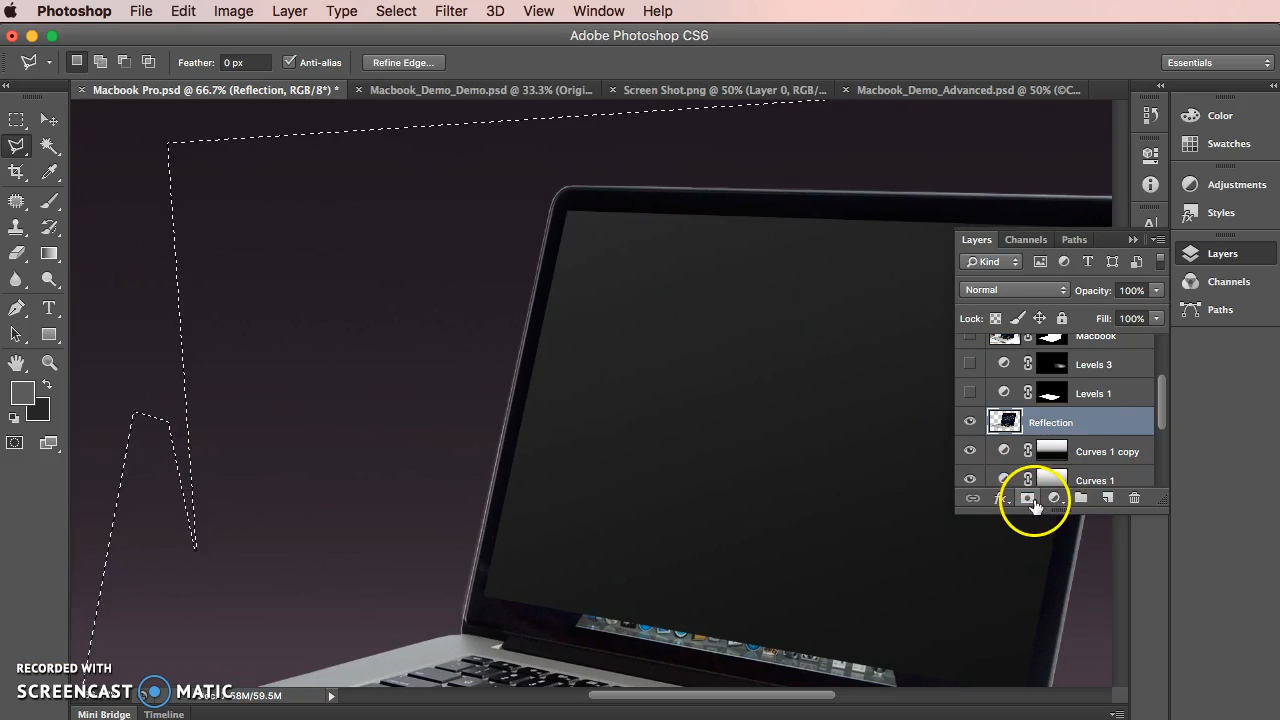 Photoshop File Edit Image Layer Type Select Filter 3D View Window Help
Adobe Photoshop CS6
Feather: 0 px Anti-alias Refine Edge... Essentials
Macbook Pro.psd @ 66.7% (Reflection, RGB/8*) * Macbook_Demo_Demo.psd @ 33.3% (Origi... Screen Shot.png @ 50% (Layer 0, RGB/... Macbook_Demo_Advanced.psd @ 50% (©C...
Color
Swatches
Adjustments
Styles
Layers
Channels
Paths
Layers Channels Paths
Kind
Normal Opacity: 100%
Lock: Fill: 100%
Macbook
Levels 3
Levels 1
Reflection
Curves 1 copy
Curves 1
fx
RECORDED WITH
SCREENCAST MATIC
68M/59.5M
Mini Bridge Timeline